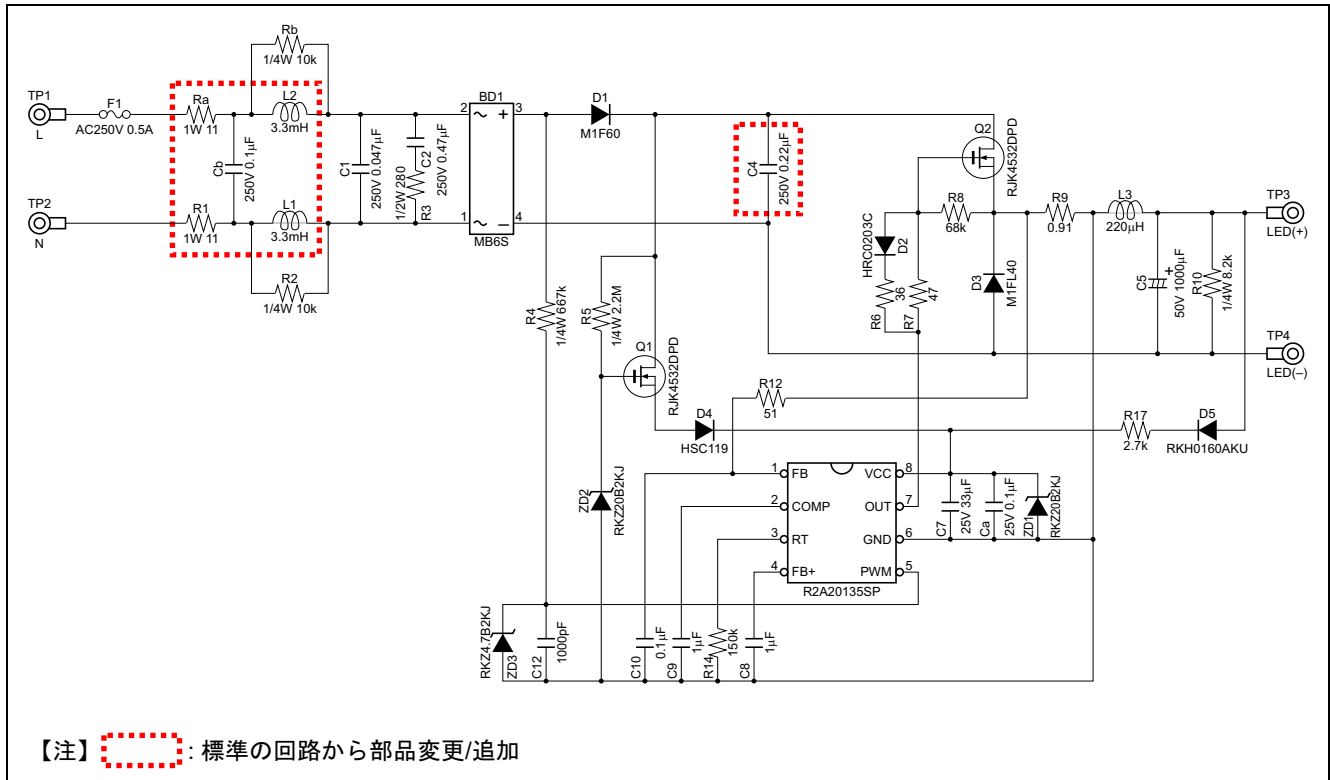 Rb
1/4W 10k
TP1
L
F1
AC250V 0.5A
Ra
1W 11
L2
3.3mH
Cb
250V 0.1μF
C1
250V 0.047μF
C2
250V 0.47μF
1/2W 280
R3
TP2
N
R1
1W 11
L1
3.3mH
R2
1/4W 10k
BD1
2 ~ + 3
1 ~ − 4
MB6S
D1
M1F60
C4
250V 0.22μF
Q2
RJK4532DPD
R8
68k
R9
0.91
L3
220μH
TP3
LED(+)
HRC0203C
D2
R6
36
R7
47
D3
M1FL40
C5
+
50V 1000μF
R10
1/4W 8.2k
TP4
LED(–)
R4
1/4W 667k
R5
1/4W 2.2M
Q1
RJK4532DPD
R12
51
D4
HSC119
R17
2.7k
D5
RKH0160AKU
ZD2
RKZ20B2KJ
1 FB VCC 8
2 COMP OUT 7
3 RT GND 6
4 FB+ PWM 5
R2A20135SP
C7
25V 33μF
Ca
25V 0.1μF
ZD1
RKZ20B2KJ
RKZ4.7B2KJ
ZD3
C12
1000pF
C10
0.1μF
C9
1μF
R14
150k
C8
1μF
【注】 : 標準の回路から部品変更/追加